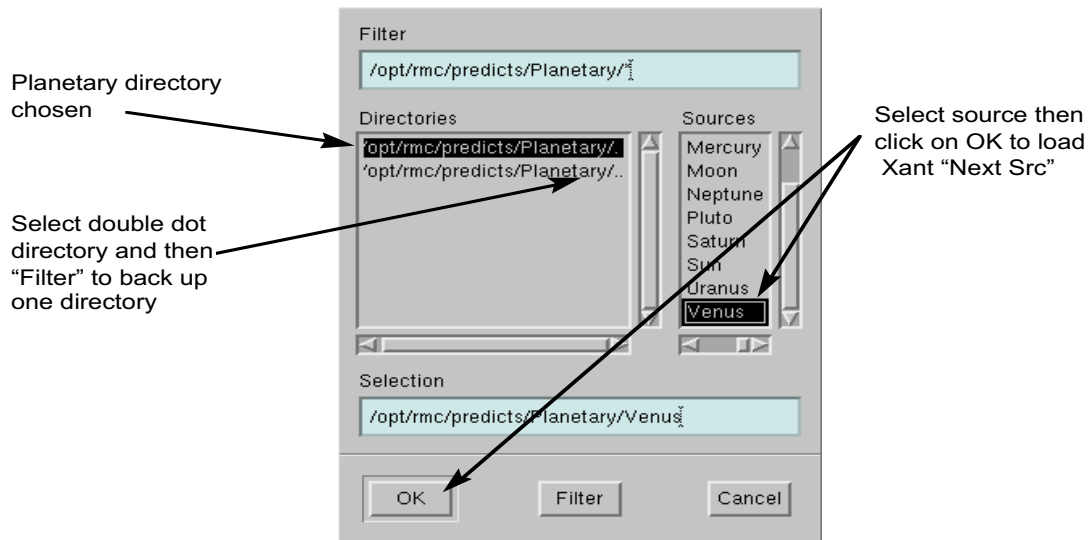 Filter
/opt/rmc/predicts/Planetary/*
Planetary directory
chosen
Directories
/opt/rmc/predicts/Planetary/.
/opt/rmc/predicts/Planetary/..
Select double dot
directory and then
“Filter” to back up
one directory
Sources
Mercury
Moon
Neptune
Pluto
Saturn
Sun
Uranus
Venus
Select source then
click on OK to load
Xant “Next Src”
Selection
/opt/rmc/predicts/Planetary/Venus
OK
Filter
Cancel